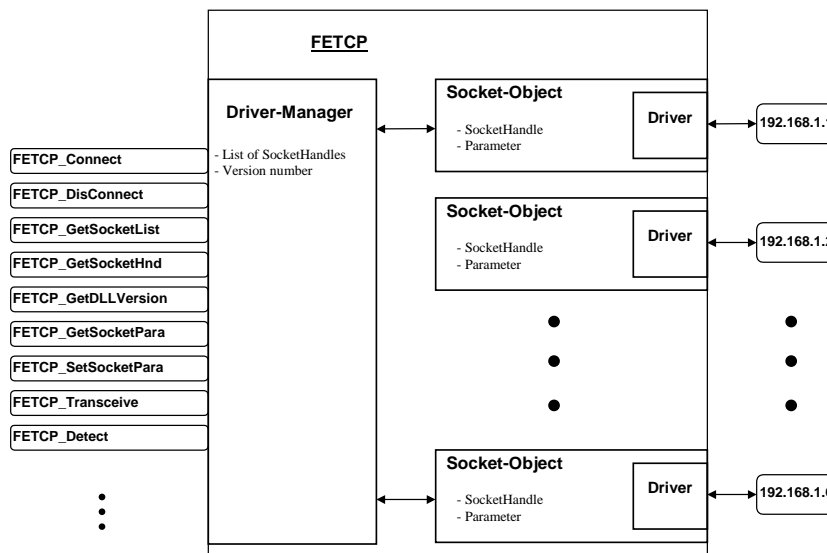 FETCP
Driver-Manager
- List of SocketHandles
- Version number
FETCP_Connect
FETCP_DisConnect
FETCP_GetSocketList
FETCP_GetSocketHnd
FETCP_GetDLLVersion
FETCP_GetSocketPara
FETCP_SetSocketPara
FETCP_Transceive
FETCP_Detect
Socket-Object
- SocketHandle
- Parameter
Driver
Socket-Object
- SocketHandle
- Parameter
Driver
Socket-Object
- SocketHandle
- Parameter
Driver